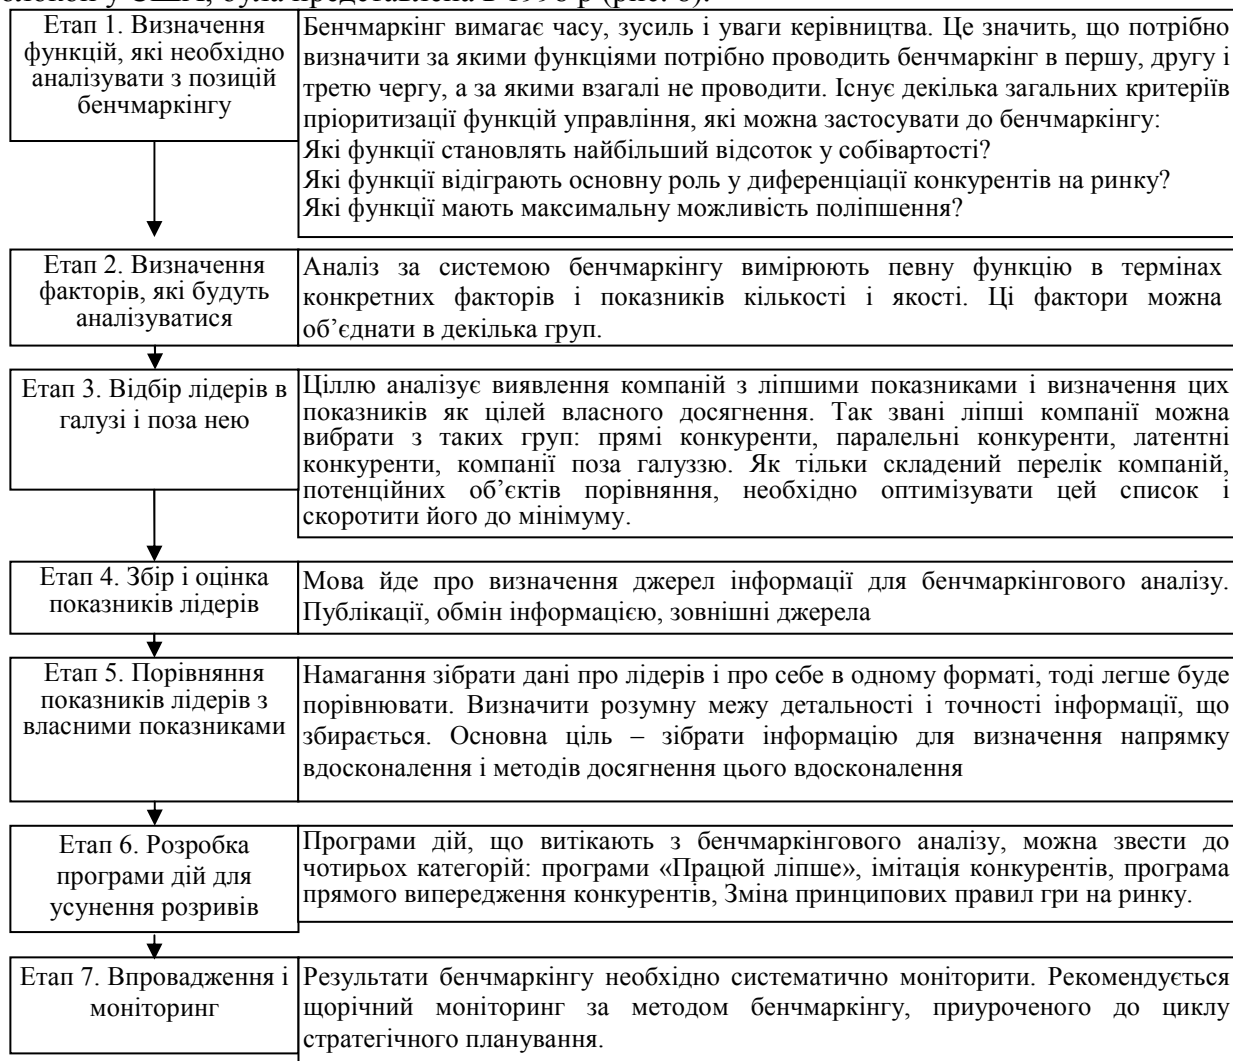 Етап 1. Визначення
функцій, які необхідно
аналізувати з позицій
бенчмаркінгу
Бенчмаркінг вимагає часу, зусиль і уваги керівництва. Це значить, що потрібно
визначити за якими функціями потрібно проводить бенчмаркінг в першу, другу і
третю чергу, а за якими взагалі не проводити. Існує декілька загальних критеріїв
пріоритизації функцій управління, які можна застосувати до бенчмаркінгу:
Які функції становлять найбільший відсоток у собівартості?
Які функції відіграють основну роль у диференціації конкурентів на ринку?
Які функції мають максимальну можливість поліпшення?
Етап 2. Визначення
факторів, які будуть
аналізуватися
Аналіз за системою бенчмаркінгу вимірюють певну функцію в термінах
конкретних факторів і показників кількості і якості. Ці фактори можна
об’єднати в декілька груп.
Етап 3. Відбір лідерів в
галузі і поза нею
Ціллю аналізує виявлення компаній з ліпшими показниками і визначення цих
показників як цілей власного досягнення. Так звані ліпші компанії можна
вибрати з таких груп: прямі конкуренти, паралельні конкуренти, латентні
конкуренти, компанії поза галуззю. Як тільки складений перелік компаній,
потенційних об’єктів порівняння, необхідно оптимізувати цей список і
скоротити його до мінімуму.
Етап 4. Збір і оцінка
показників лідерів
Мова йде про визначення джерел інформації для бенчмаркінгового аналізу.
Публікації, обмін інформацією, зовнішні джерела
Етап 5. Порівняння
показників лідерів з
власними показниками
Намагання зібрати дані про лідерів і про себе в одному форматі, тоді легше буде
порівнювати. Визначити розумну межу детальності і точності інформації, що
збирається. Основна ціль – зібрати інформацію для визначення напрямку
вдосконалення і методів досягнення цього вдосконалення
Етап 6. Розробка
програми дій для
усунення розривів
Програми дій, що витікають з бенчмаркінгового аналізу, можна звести до
чотирьох категорій: програми «Працюй ліпше», імітація конкурентів, програма
прямого випередження конкурентів, Зміна принципових правил гри на ринку.
Етап 7. Впровадження і
моніторинг
Результати бенчмаркінгу необхідно систематично моніторити. Рекомендується
щорічний моніторинг за методом бенчмаркінгу, приуроченого до циклу
стратегічного планування.